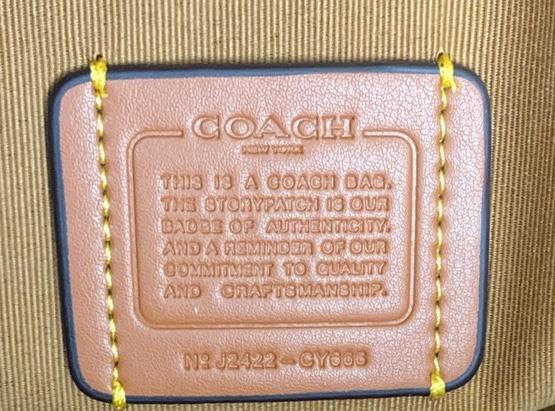 COACH
NEW YORK
THIS IS A COACH BAG.
THE STORYPATCH IS OUR
BADGE OF AUTHENTICITY.
AND A REMINDER OF OUR
COMMITMENT TO QUALITY
AND CRAFTSMANSHIP.
Nº J2422-